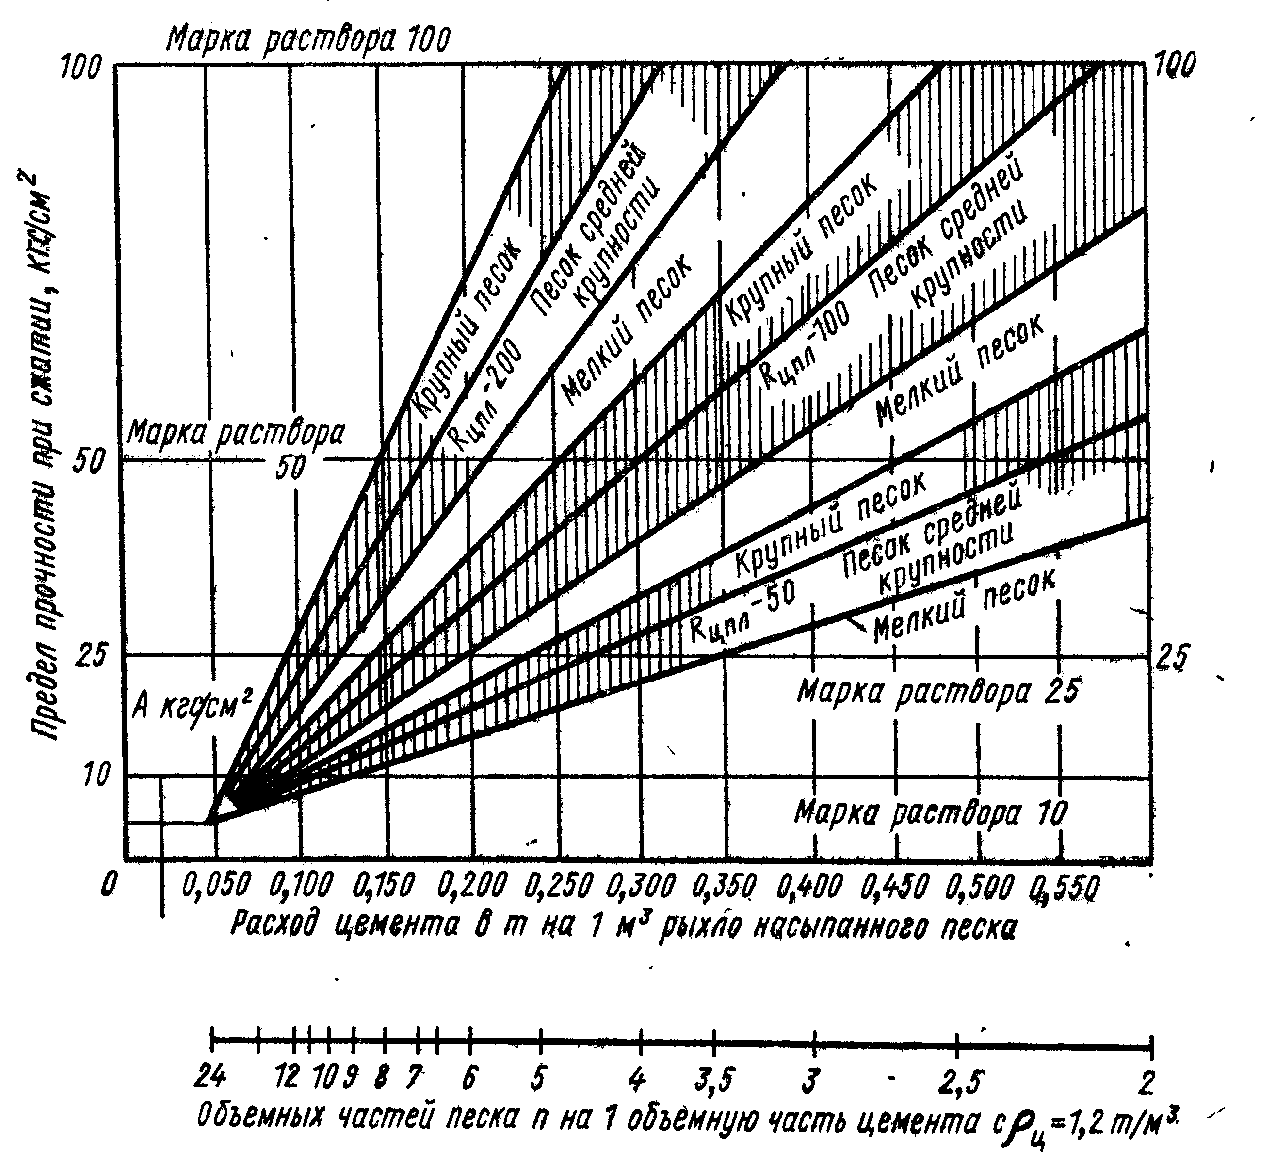 Марка раствора 100
100
100
Предел прочности при сжатии, кгс/см²
Крупный песок
Rцпл-200
Песок средней
крупности
Мелкий песок
Крупный песок
Rцпл-100
Песок средней
крупности
Мелкий песок
Марка раствора
50
50
Крупный песок
Rцпл-50
Песок средней
крупности
Мелкий песок
25
25
Марка раствора 25
А кгс/см²
10
Марка раствора 10
0 0,050 0,100 0,150 0,200 0,250 0,300 0,350 0,400 0,450 0,500 0,550
Расход цемента в т на 1 м³ рыхло насыпанного песка
24 12 10 9 8 7 6 5 4 3,5 3 2,5 2
Объемных частей песка n на 1 объемную часть цемента с ρц=1,2 т/м³.